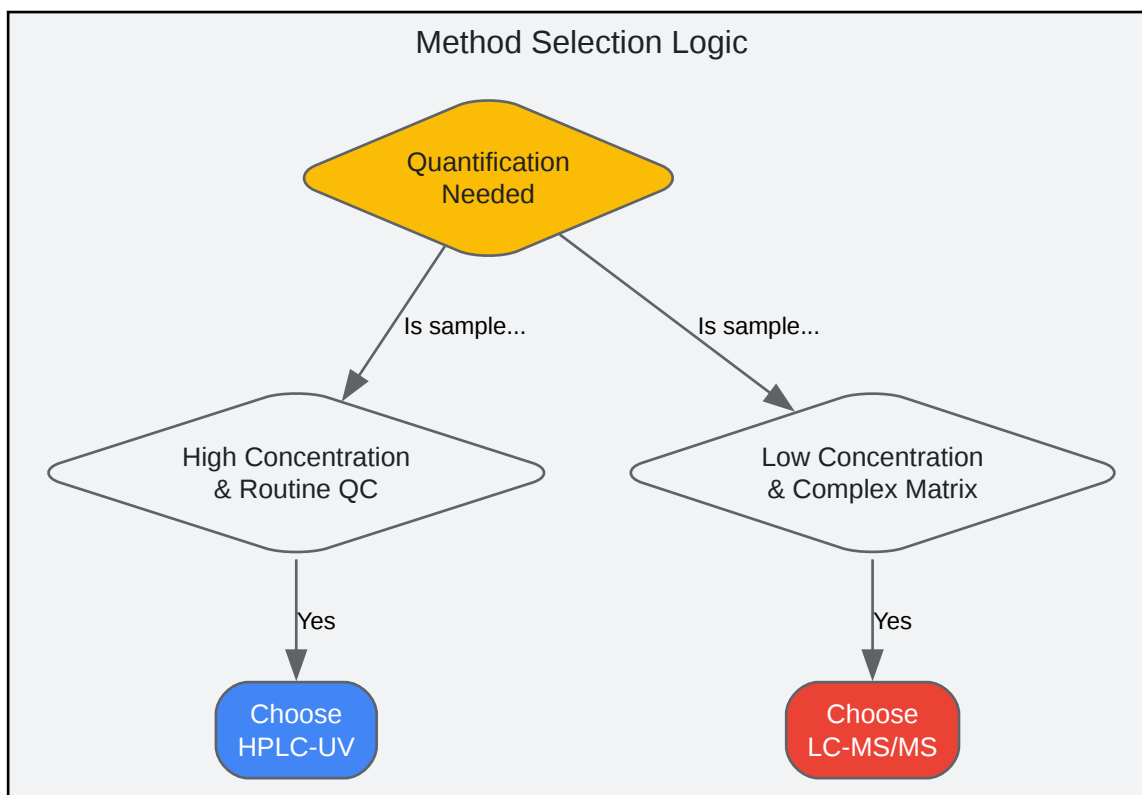 Method Selection Logic
Quantification
Needed
Is sample...
Is sample...
High Concentration
& Routine QC
Low Concentration
& Complex Matrix
Yes
Yes
Choose
HPLC-UV
Choose
LC-MS/MS